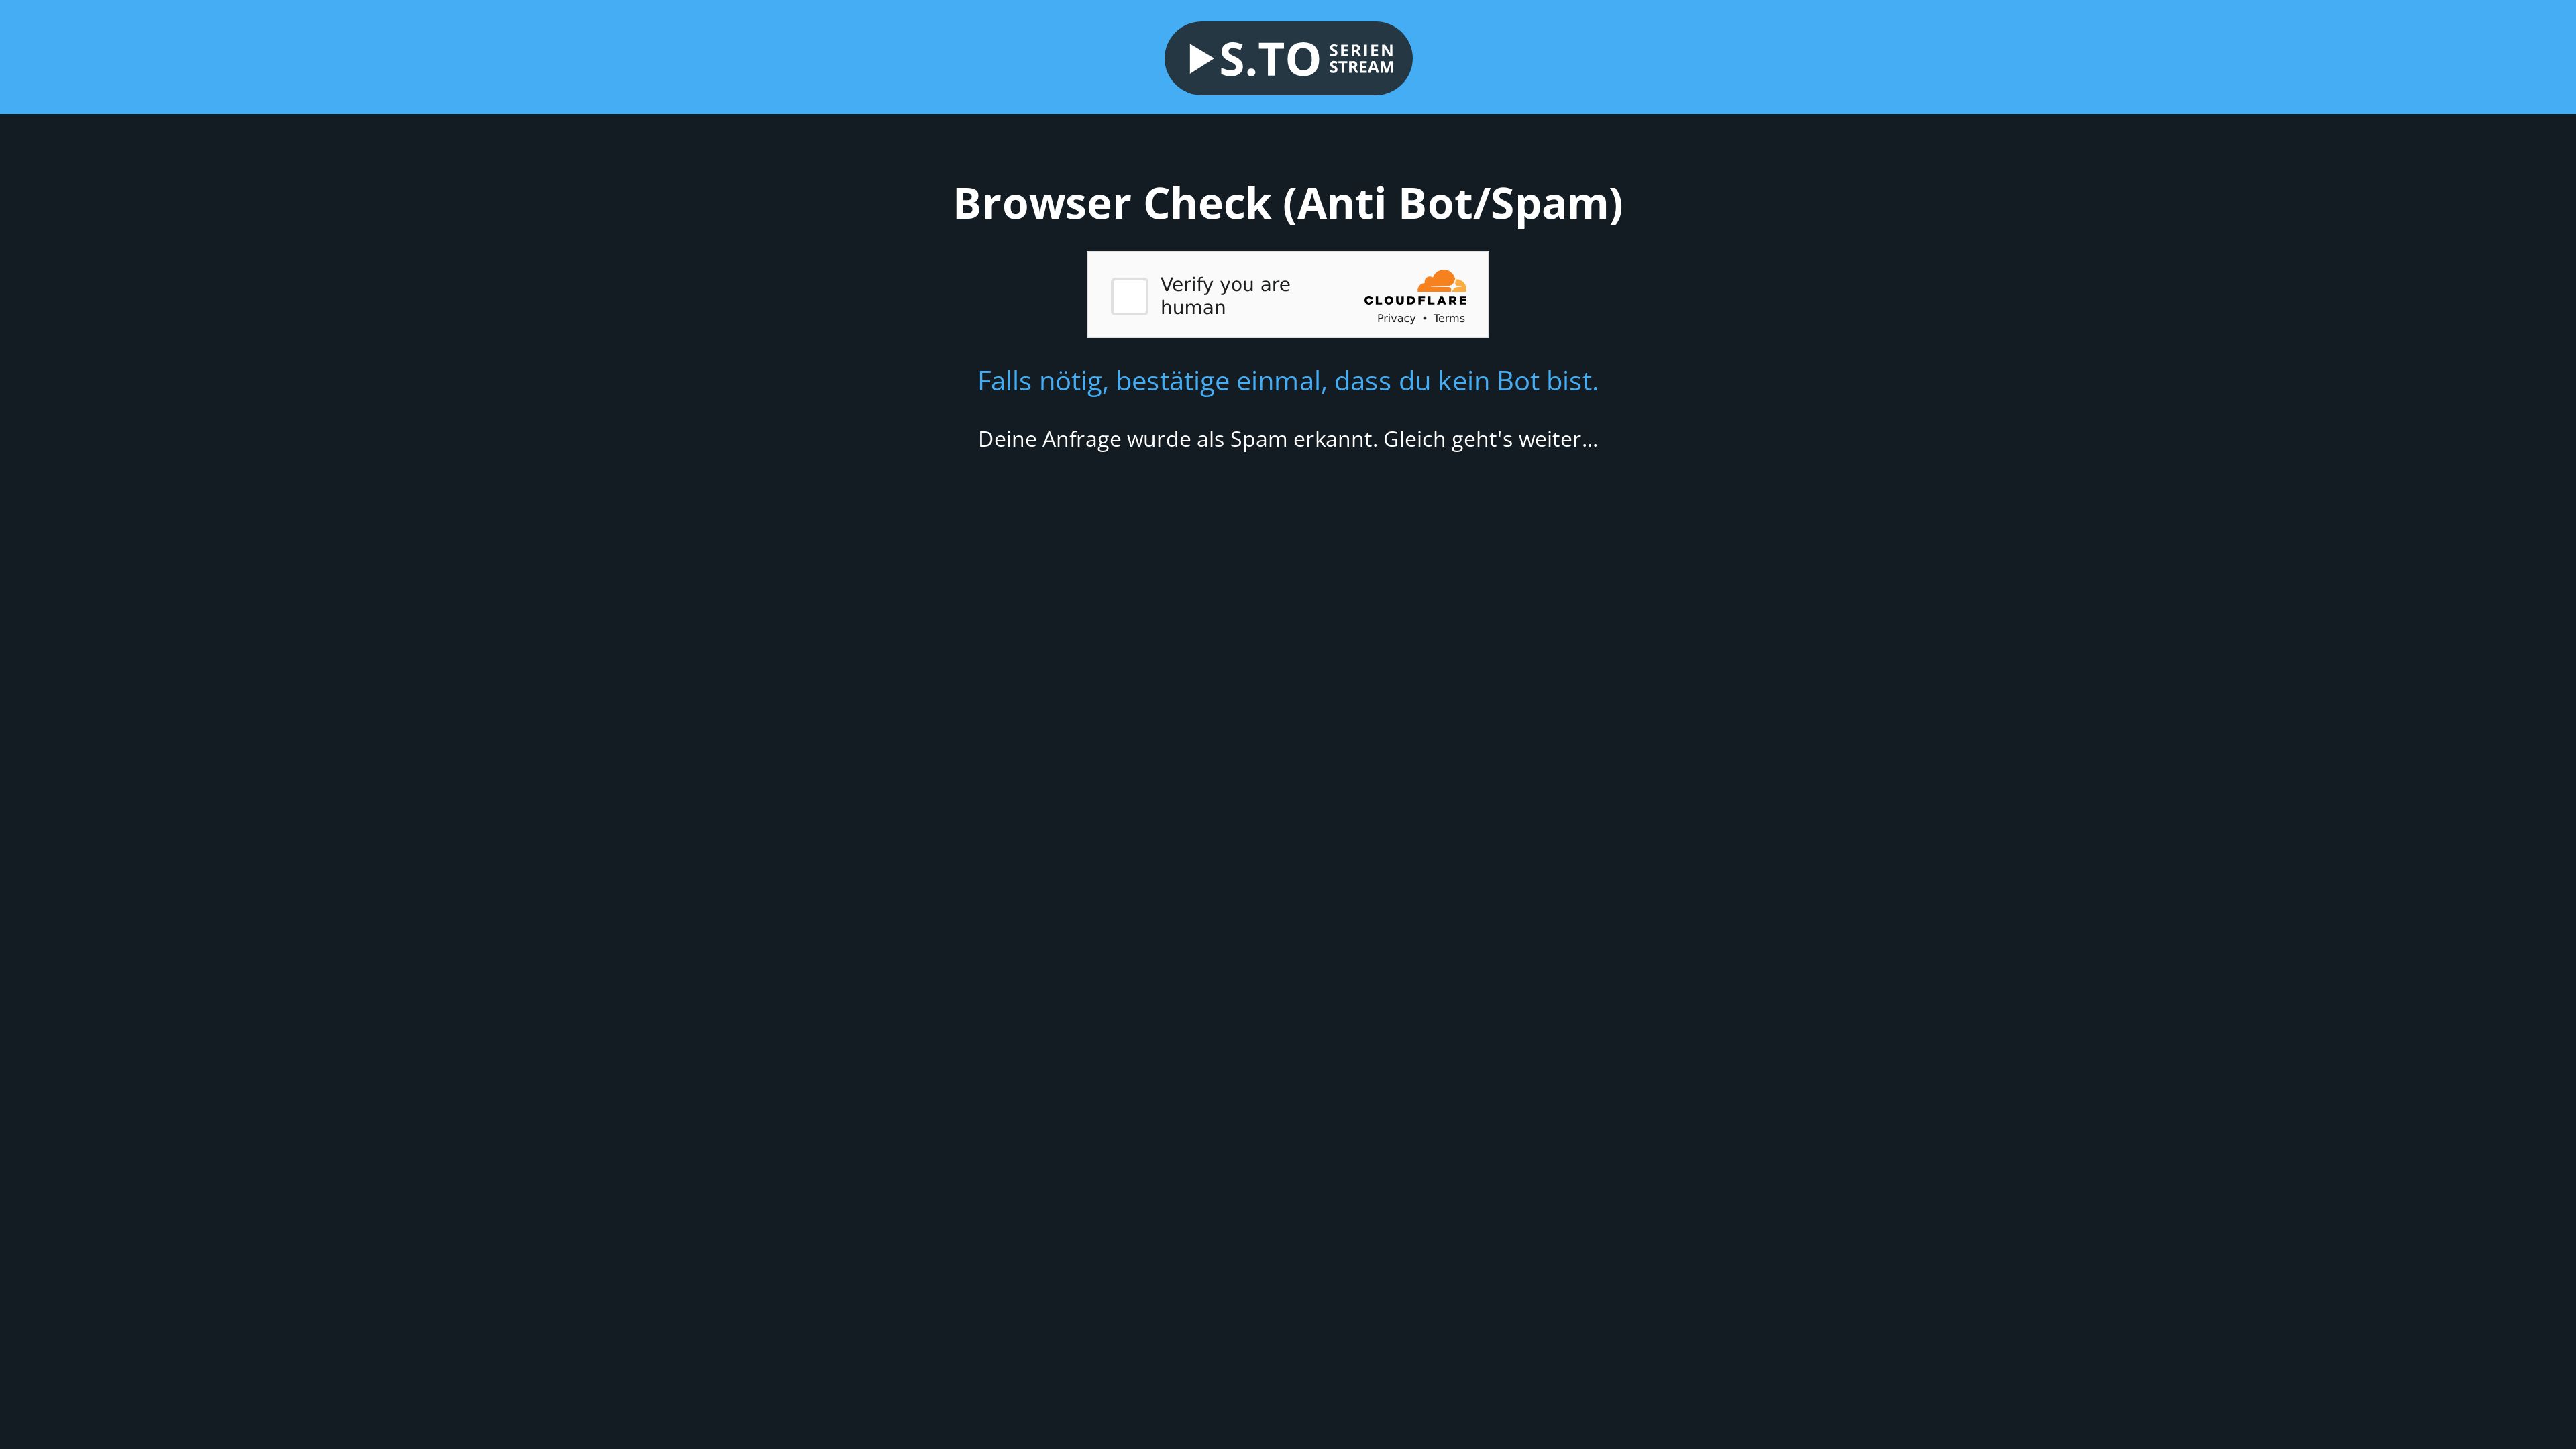 S.TO SERIEN STREAM
Browser Check (Anti Bot/Spam)
Verify you are
human
CLOUDFLARE
Privacy • Terms
Falls nötig, bestätige einmal, dass du kein Bot bist.
Deine Anfrage wurde als Spam erkannt. Gleich geht's weiter...